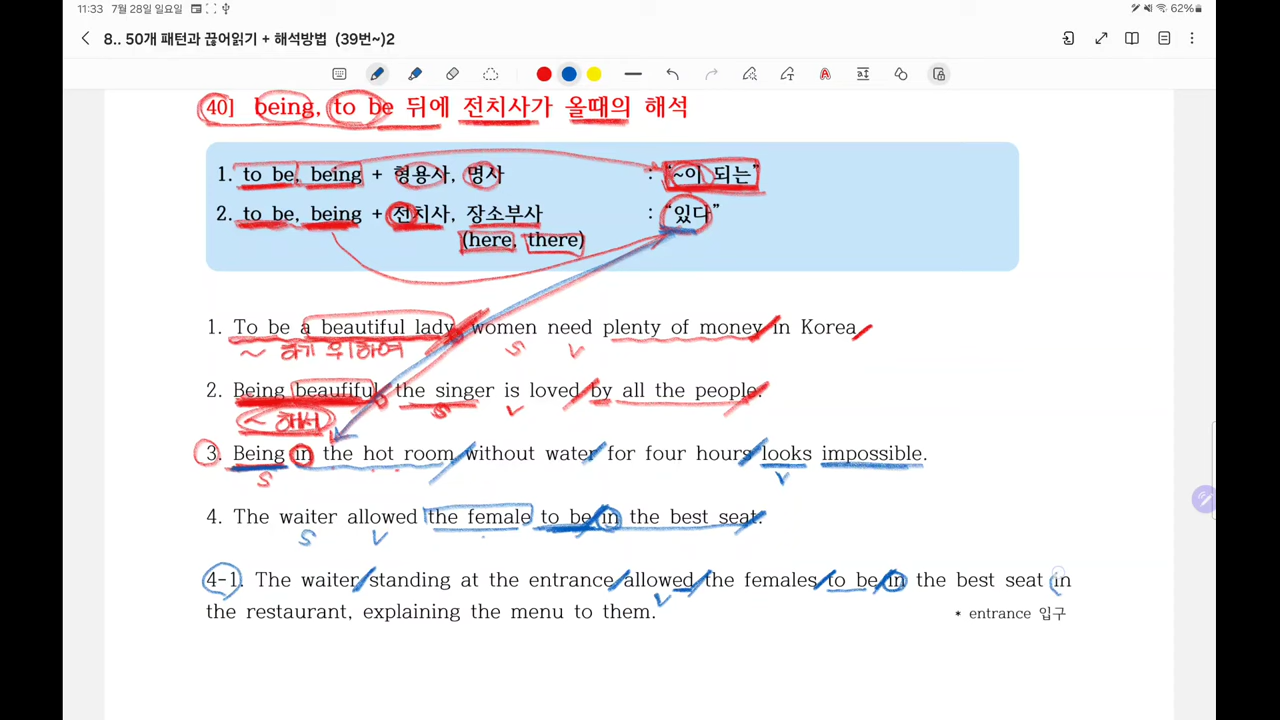 11:33 7월 28일 일요일 62%
8.. 50개 패턴과 끊어읽기 + 해석방법 (39번~)2
40] being, to be 뒤에 전치사가 올때의 해석
1. to be, being + 형용사, 명사 : "~이 되는"
2. to be, being + 전치사, 장소부사 : "있다"
(here, there)
1. To be a beautiful lady, women need plenty of money in Korea
~ 하기 위하여 S V
2. Being beaufiful, the singer is loved by all the people.
~ 해서 S V
3. Being in the hot room without water for four hours looks impossible.
S V
4. The waiter allowed the female to be in the best seat.
S V
4-1. The waiter standing at the entrance allowed the females to be in the best seat in
V
the restaurant, explaining the menu to them. * entrance 입구